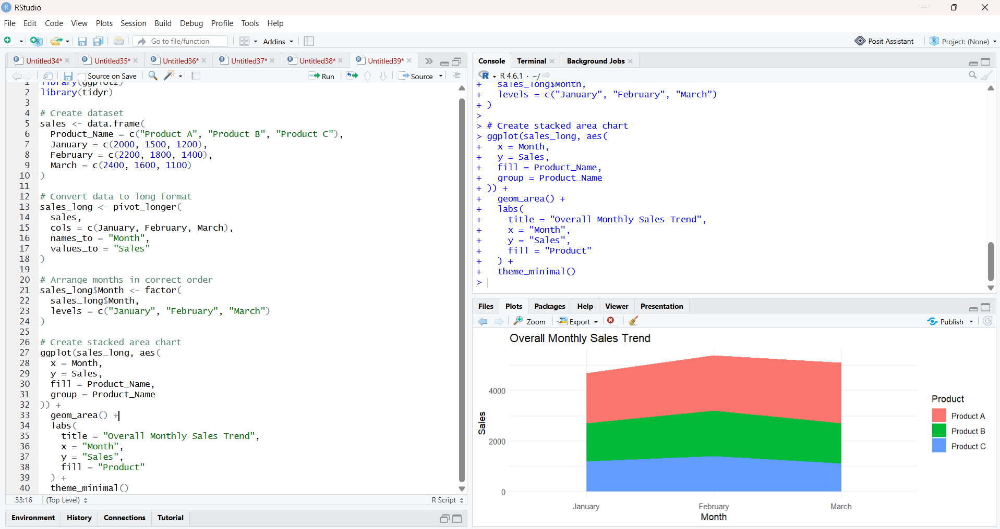 RStudio
File Edit Code View Plots Session Build Debug Profile Tools Help
Go to file/function Addins Posit Assistant Project: (None)
Untitled34* Untitled35* Untitled36* Untitled37* Untitled38* Untitled39*
Source on Save Run Source
1 library(ggplot2)
2 library(tidyr)
3
4 # Create dataset
5 sales <- data.frame(
6 Product_Name = c("Product A", "Product B", "Product C"),
7 January = c(2000, 1500, 1200),
8 February = c(2200, 1800, 1400),
9 March = c(2400, 1600, 1100)
10 )
11
12 # Convert data to long format
13 sales_long <- pivot_longer(
14 sales,
15 cols = c(January, February, March),
16 names_to = "Month",
17 values_to = "Sales"
18 )
19
20 # Arrange months in correct order
21 sales_long$Month <- factor(
22 sales_long$Month,
23 levels = c("January", "February", "March")
24 )
25
26 # Create stacked area chart
27 ggplot(sales_long, aes(
28 x = Month,
29 y = Sales,
30 fill = Product_Name,
31 group = Product_Name
32 )) +
33 geom_area() +
34 labs(
35 title = "Overall Monthly Sales Trend",
36 x = "Month",
37 y = "Sales",
38 fill = "Product"
39 ) +
40 theme_minimal()
33:16 (Top Level) R Script
Environment History Connections Tutorial
Console Terminal Background Jobs
R 4.6.1 · ~/
+ sales_long$Month,
+ levels = c("January", "February", "March")
+ )
>
> # Create stacked area chart
> ggplot(sales_long, aes(
+ x = Month,
+ y = Sales,
+ fill = Product_Name,
+ group = Product_Name
+ )) +
+ geom_area() +
+ labs(
+ title = "Overall Monthly Sales Trend",
+ x = "Month",
+ y = "Sales",
+ fill = "Product"
+ ) +
+ theme_minimal()
>
Files Plots Packages Help Viewer Presentation
Zoom Export Publish
Overall Monthly Sales Trend
4000
2000
0
Sales
January February March
Month
Product
Product A
Product B
Product C